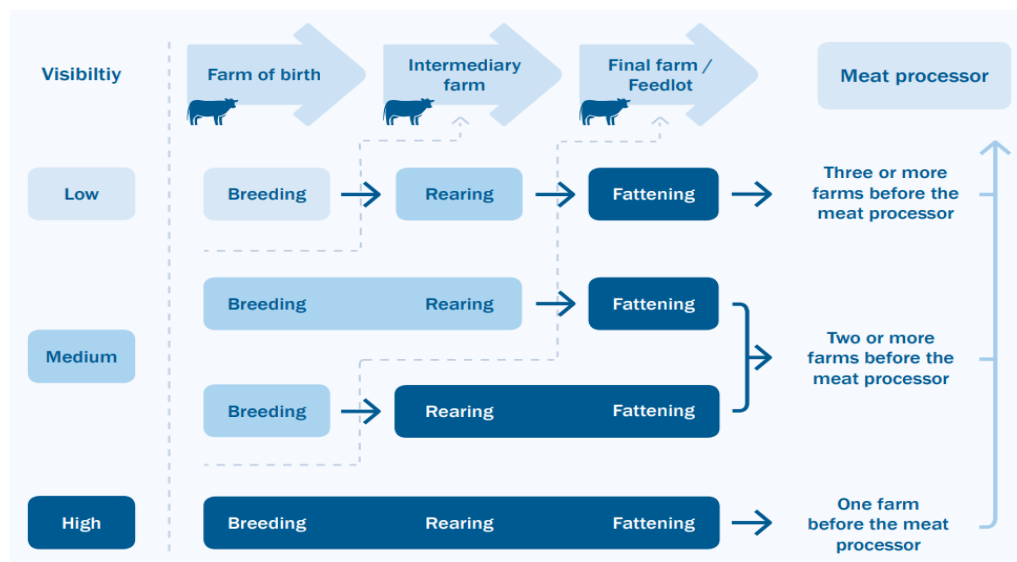 Visibiltiy
Farm of birth
Intermediary
farm
Final farm /
Feedlot
Meat processor
Low
Breeding
Rearing
Fattening
Three or more
farms before the
meat processor
Medium
Breeding
Rearing
Fattening
Two or more
farms before the
meat processor
Breeding
Rearing
Fattening
High
Breeding
Rearing
Fattening
One farm
before the meat
processor